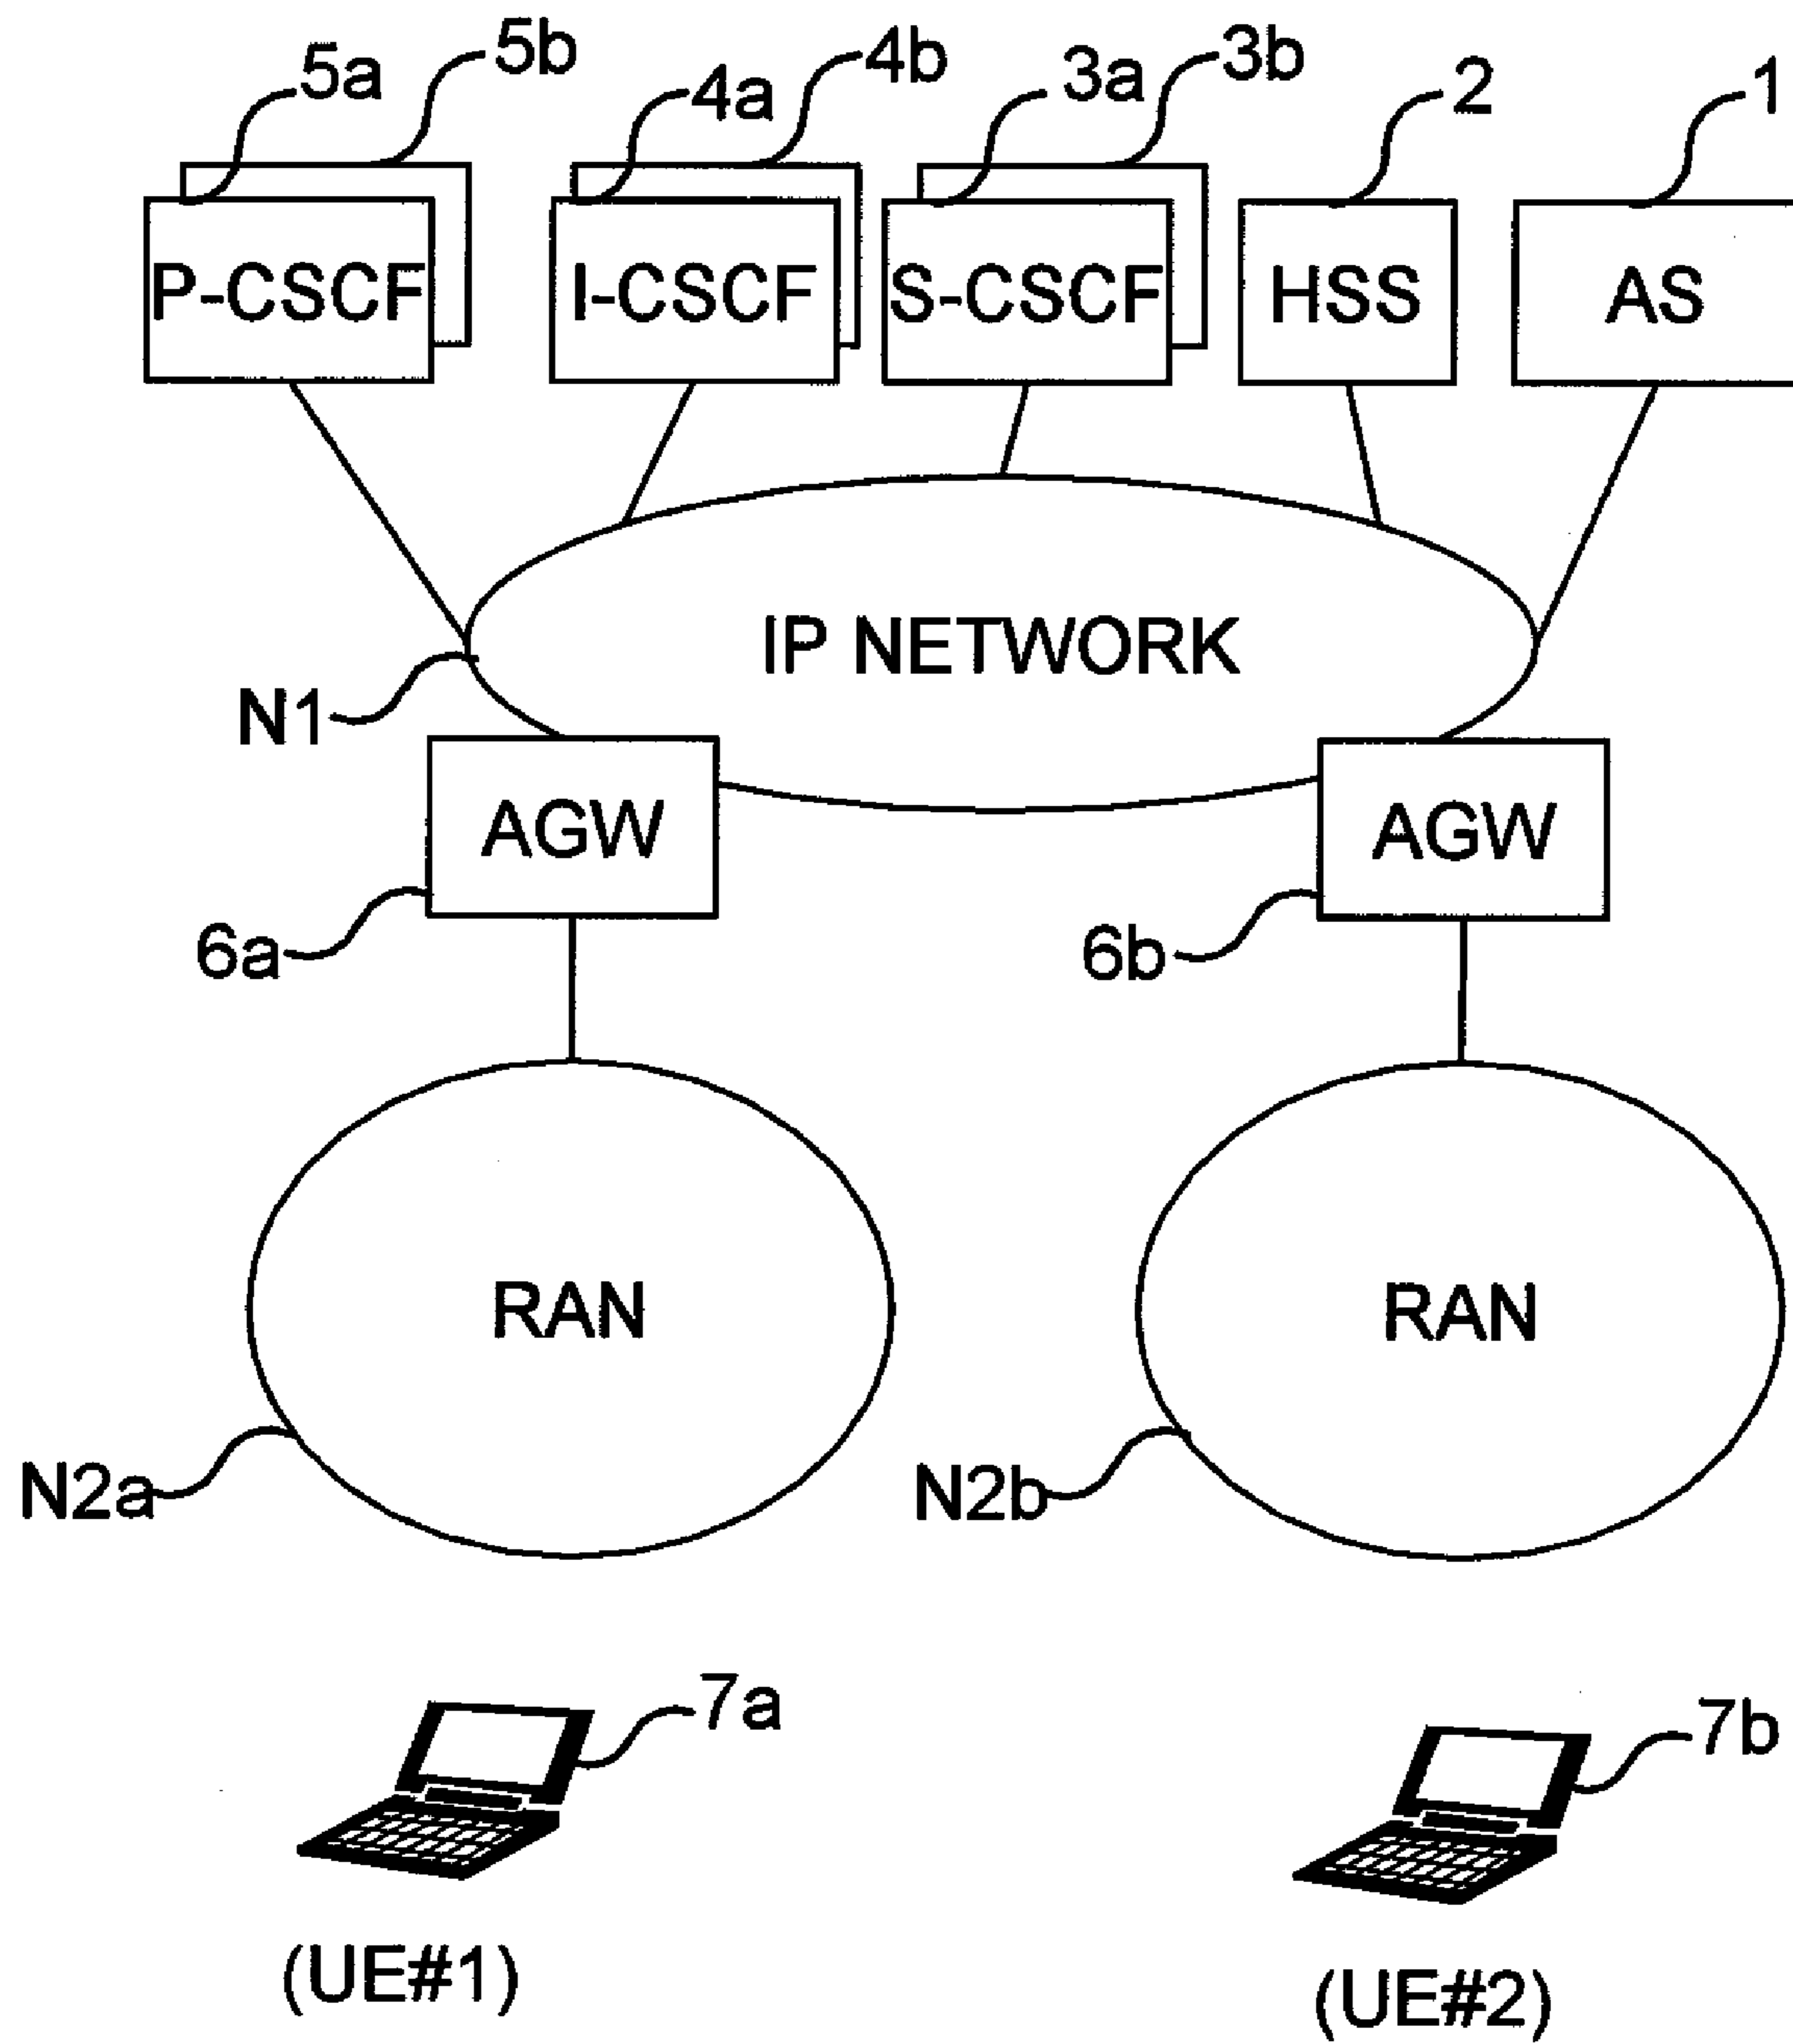 5a
5b
4a
4b
3a
3b
2
1
P-CSCF
I-CSCF
S-CSCF
HSS
AS
IP NETWORK
N1
AGW
AGW
6a
6b
RAN
RAN
N2a
N2b
7a
7b
(UE#1)
(UE#2)